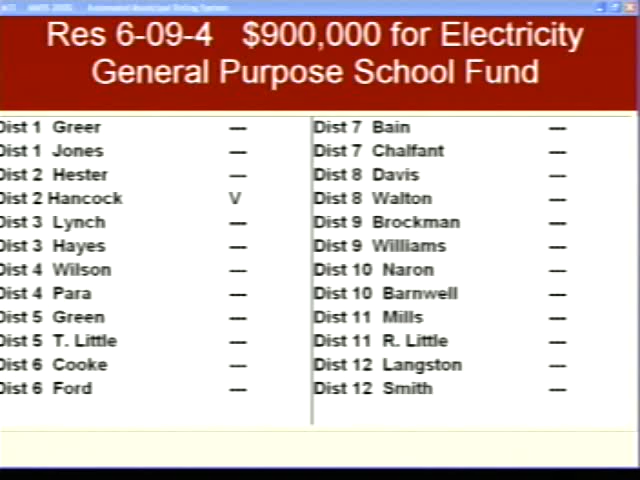 Res 6-09-4 $900,000 for Electricity
General Purpose School Fund
Dist 1 Greer ---
Dist 1 Jones ---
Dist 2 Hester ---
Dist 2 Hancock V
Dist 3 Lynch ---
Dist 3 Hayes ---
Dist 4 Wilson ---
Dist 4 Para ---
Dist 5 Green ---
Dist 5 T. Little ---
Dist 6 Cooke ---
Dist 6 Ford ---
Dist 7 Bain ---
Dist 7 Chalfant ---
Dist 8 Davis ---
Dist 8 Walton ---
Dist 9 Brockman ---
Dist 9 Williams ---
Dist 10 Naron ---
Dist 10 Barnwell ---
Dist 11 Mills ---
Dist 11 R. Little ---
Dist 12 Langston ---
Dist 12 Smith ---